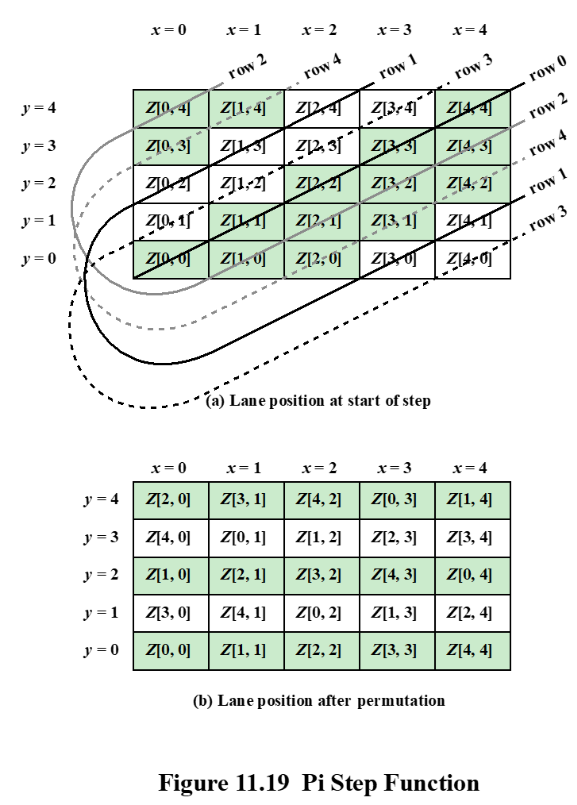 x = 0 x = 1 x = 2 x = 3 x = 4
row 2 row 4 row 1 row 3 row 0
y = 4 Z[0, 4] Z[1, 4] Z[2, 4] Z[3, 4] Z[4, 4] row 2
y = 3 Z[0, 3] Z[1, 3] Z[2, 3] Z[3, 3] Z[4, 3] row 4
y = 2 Z[0, 2] Z[1, 2] Z[2, 2] Z[3, 2] Z[4, 2] row 1
y = 1 Z[0, 1] Z[1, 1] Z[2, 1] Z[3, 1] Z[4, 1] row 3
y = 0 Z[0, 0] Z[1, 0] Z[2, 0] Z[3, 0] Z[4, 0]
(a) Lane position at start of step
x = 0 x = 1 x = 2 x = 3 x = 4
y = 4 Z[2, 0] Z[3, 1] Z[4, 2] Z[0, 3] Z[1, 4]
y = 3 Z[4, 0] Z[0, 1] Z[1, 2] Z[2, 3] Z[3, 4]
y = 2 Z[1, 0] Z[2, 1] Z[3, 2] Z[4, 3] Z[0, 4]
y = 1 Z[3, 0] Z[4, 1] Z[0, 2] Z[1, 3] Z[2, 4]
y = 0 Z[0, 0] Z[1, 1] Z[2, 2] Z[3, 3] Z[4, 4]
(b) Lane position after permutation
Figure 11.19 Pi Step Function